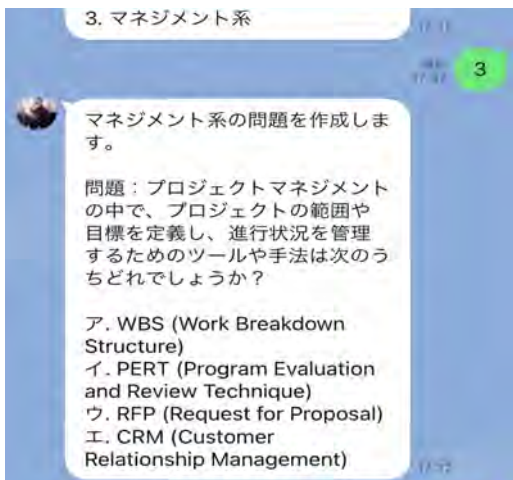 3. マネジメント系
3
マネジメント系の問題を作成しま
す。
問題：プロジェクトマネジメント
の中で、プロジェクトの範囲や
目標を定義し、進行状況を管理
するためのツールや手法は次のう
ちどれでしょうか？
ア. WBS (Work Breakdown
Structure)
イ. PERT (Program Evaluation
and Review Technique)
ウ. RFP (Request for Proposal)
エ. CRM (Customer
Relationship Management)